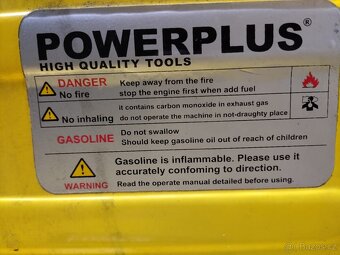 POWERPLUS®
HIGH QUALITY TOOLS
DANGER Keep away from the fire
No fire stop the engine first when add fuel
it contains carbon monoxide in exhaust gas
No inhaling do not operate the machine in not-draughty place
GASOLINE Do not swallow
Should keep gasoline oil out of reach of children
Gasoline is inflammable. Please use it
accurately confoming to direction.
WARNING Read the operate manual detailed before using.